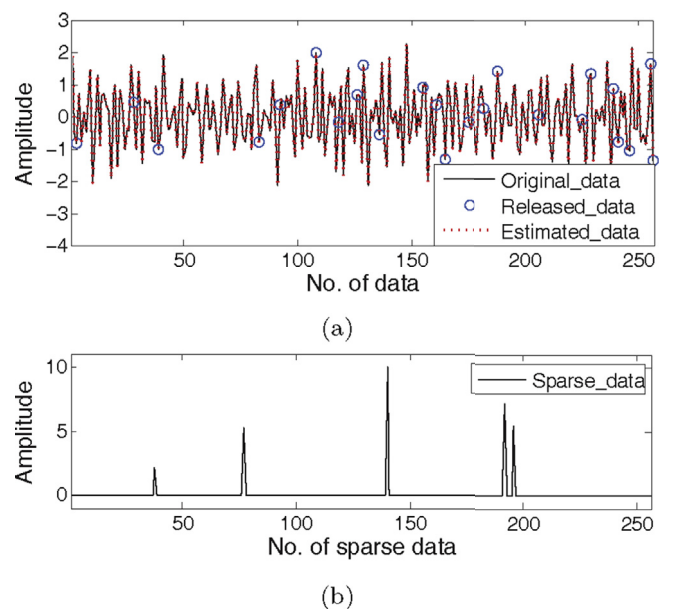 3
2
1
0
−1
−2
−3
−4
Amplitude
Original_data
Released_data
Estimated_data
50 100 150 200 250
No. of data
(a)
10
5
0
Amplitude
Sparse_data
50 100 150 200 250
No. of sparse data
(b)